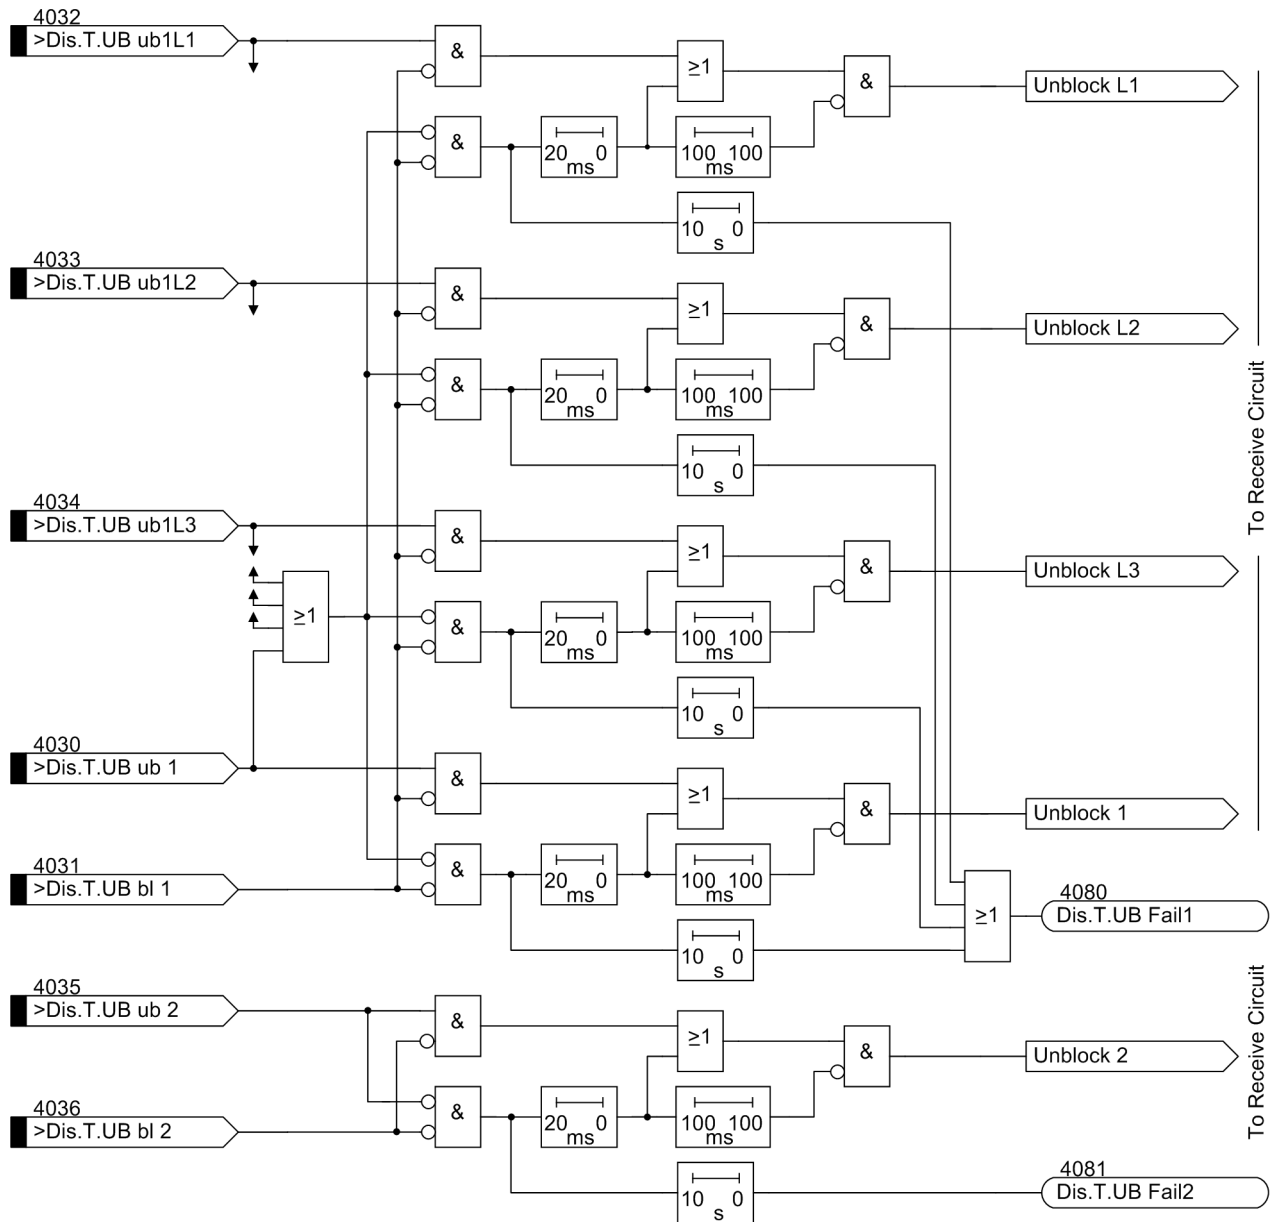 4032
>Dis.T.UB ub1L1
&
≥1
&
Unblock L1
&
20 0
ms
100 100
ms
10 0
s
4033
>Dis.T.UB ub1L2
&
≥1
&
Unblock L2
&
20 0
ms
100 100
ms
10 0
s
To Receive Circuit
4034
>Dis.T.UB ub1L3
&
≥1
&
Unblock L3
≥1
&
20 0
ms
100 100
ms
10 0
s
4030
>Dis.T.UB ub 1
&
≥1
&
Unblock 1
4031
>Dis.T.UB bl 1
&
20 0
ms
100 100
ms
10 0
s
≥1
4080
Dis.T.UB Fail1
4035
>Dis.T.UB ub 2
&
≥1
&
Unblock 2
To Receive Circuit
4036
>Dis.T.UB bl 2
&
20 0
ms
100 100
ms
10 0
s
4081
Dis.T.UB Fail2